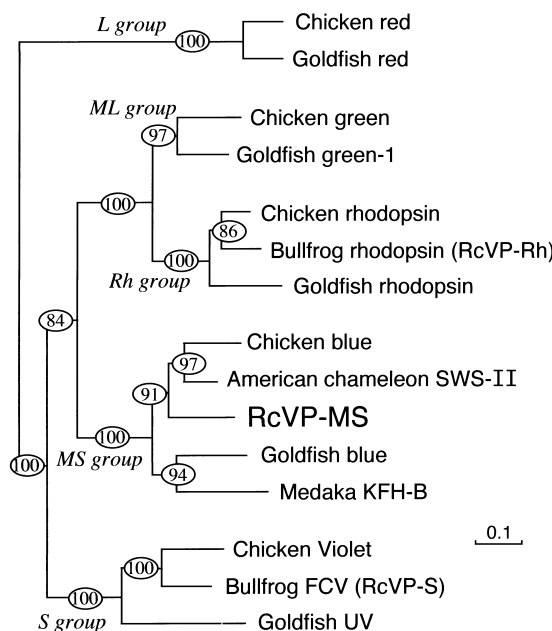 L group
100
Chicken red
Goldfish red
ML group
97
Chicken green
Goldfish green-1
100
Chicken rhodopsin
86
Bullfrog rhodopsin (RcVP-Rh)
100
Rh group
Goldfish rhodopsin
84
Chicken blue
97
American chameleon SWS-II
91
RcVP-MS
100
MS group
Goldfish blue
94
Medaka KFH-B
100
0.1
Chicken Violet
100
Bullfrog FCV (RcVP-S)
100
S group
Goldfish UV